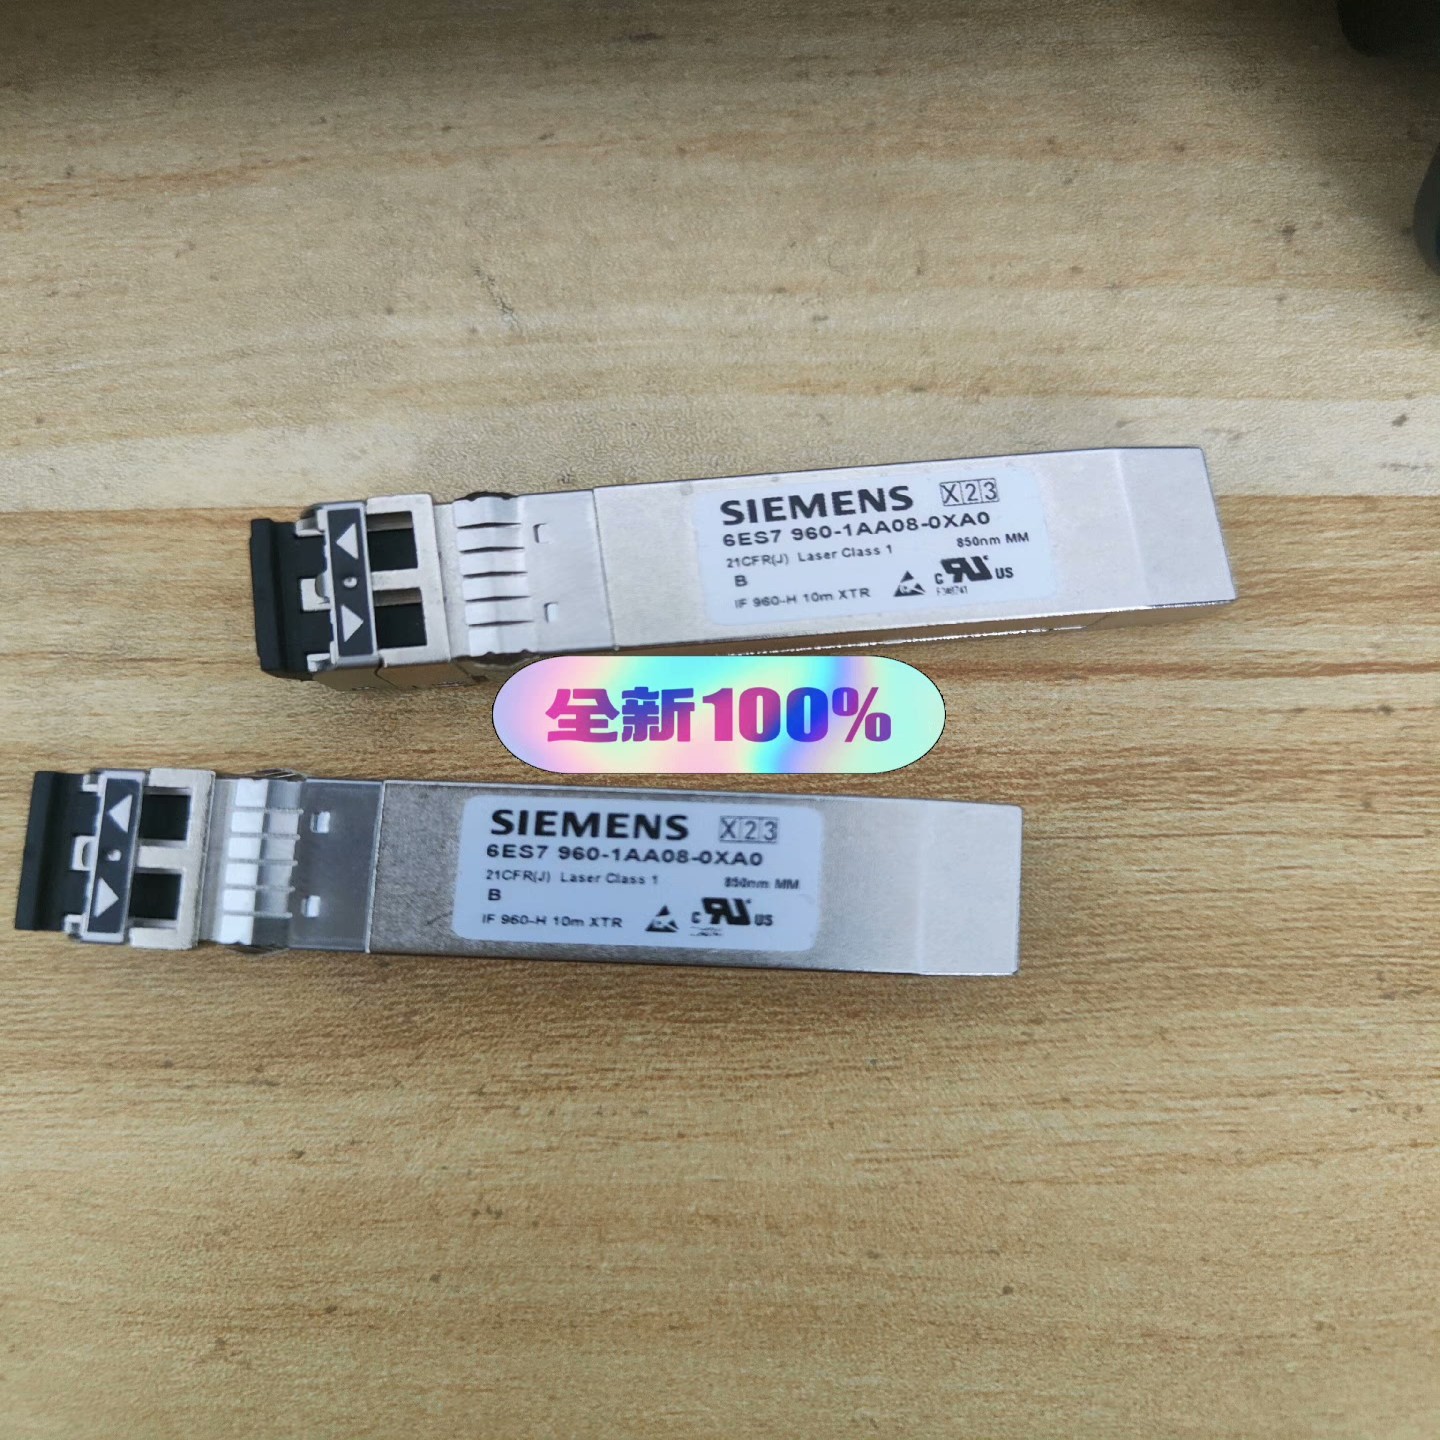 SIEMENS X23
6ES7 960-1AA08-0XA0
850nm MM
21CFR(J) Laser Class 1
B
IF 960-H 10m XTR
C RU US
全新100%
SIEMENS X23
6ES7 960-1AA08-0XA0
21CFR(J) Laser Class 1 850nm MM
B
IF 960-H 10m XTR
C RU US